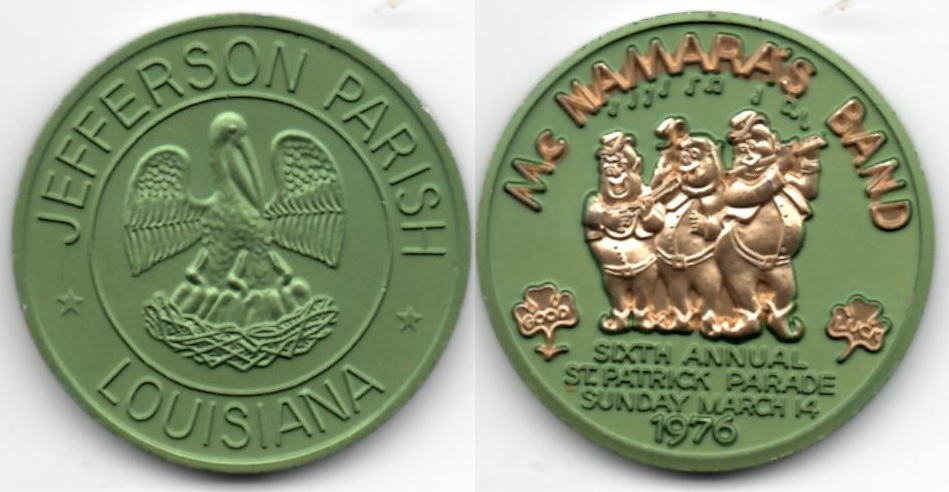 JEFFERSON PARISH
LOUISIANA
Mc NAMARA'S BAND
GOOD
LUCK
SIXTH ANNUAL
ST. PATRICK PARADE
SUNDAY MARCH 14
1976